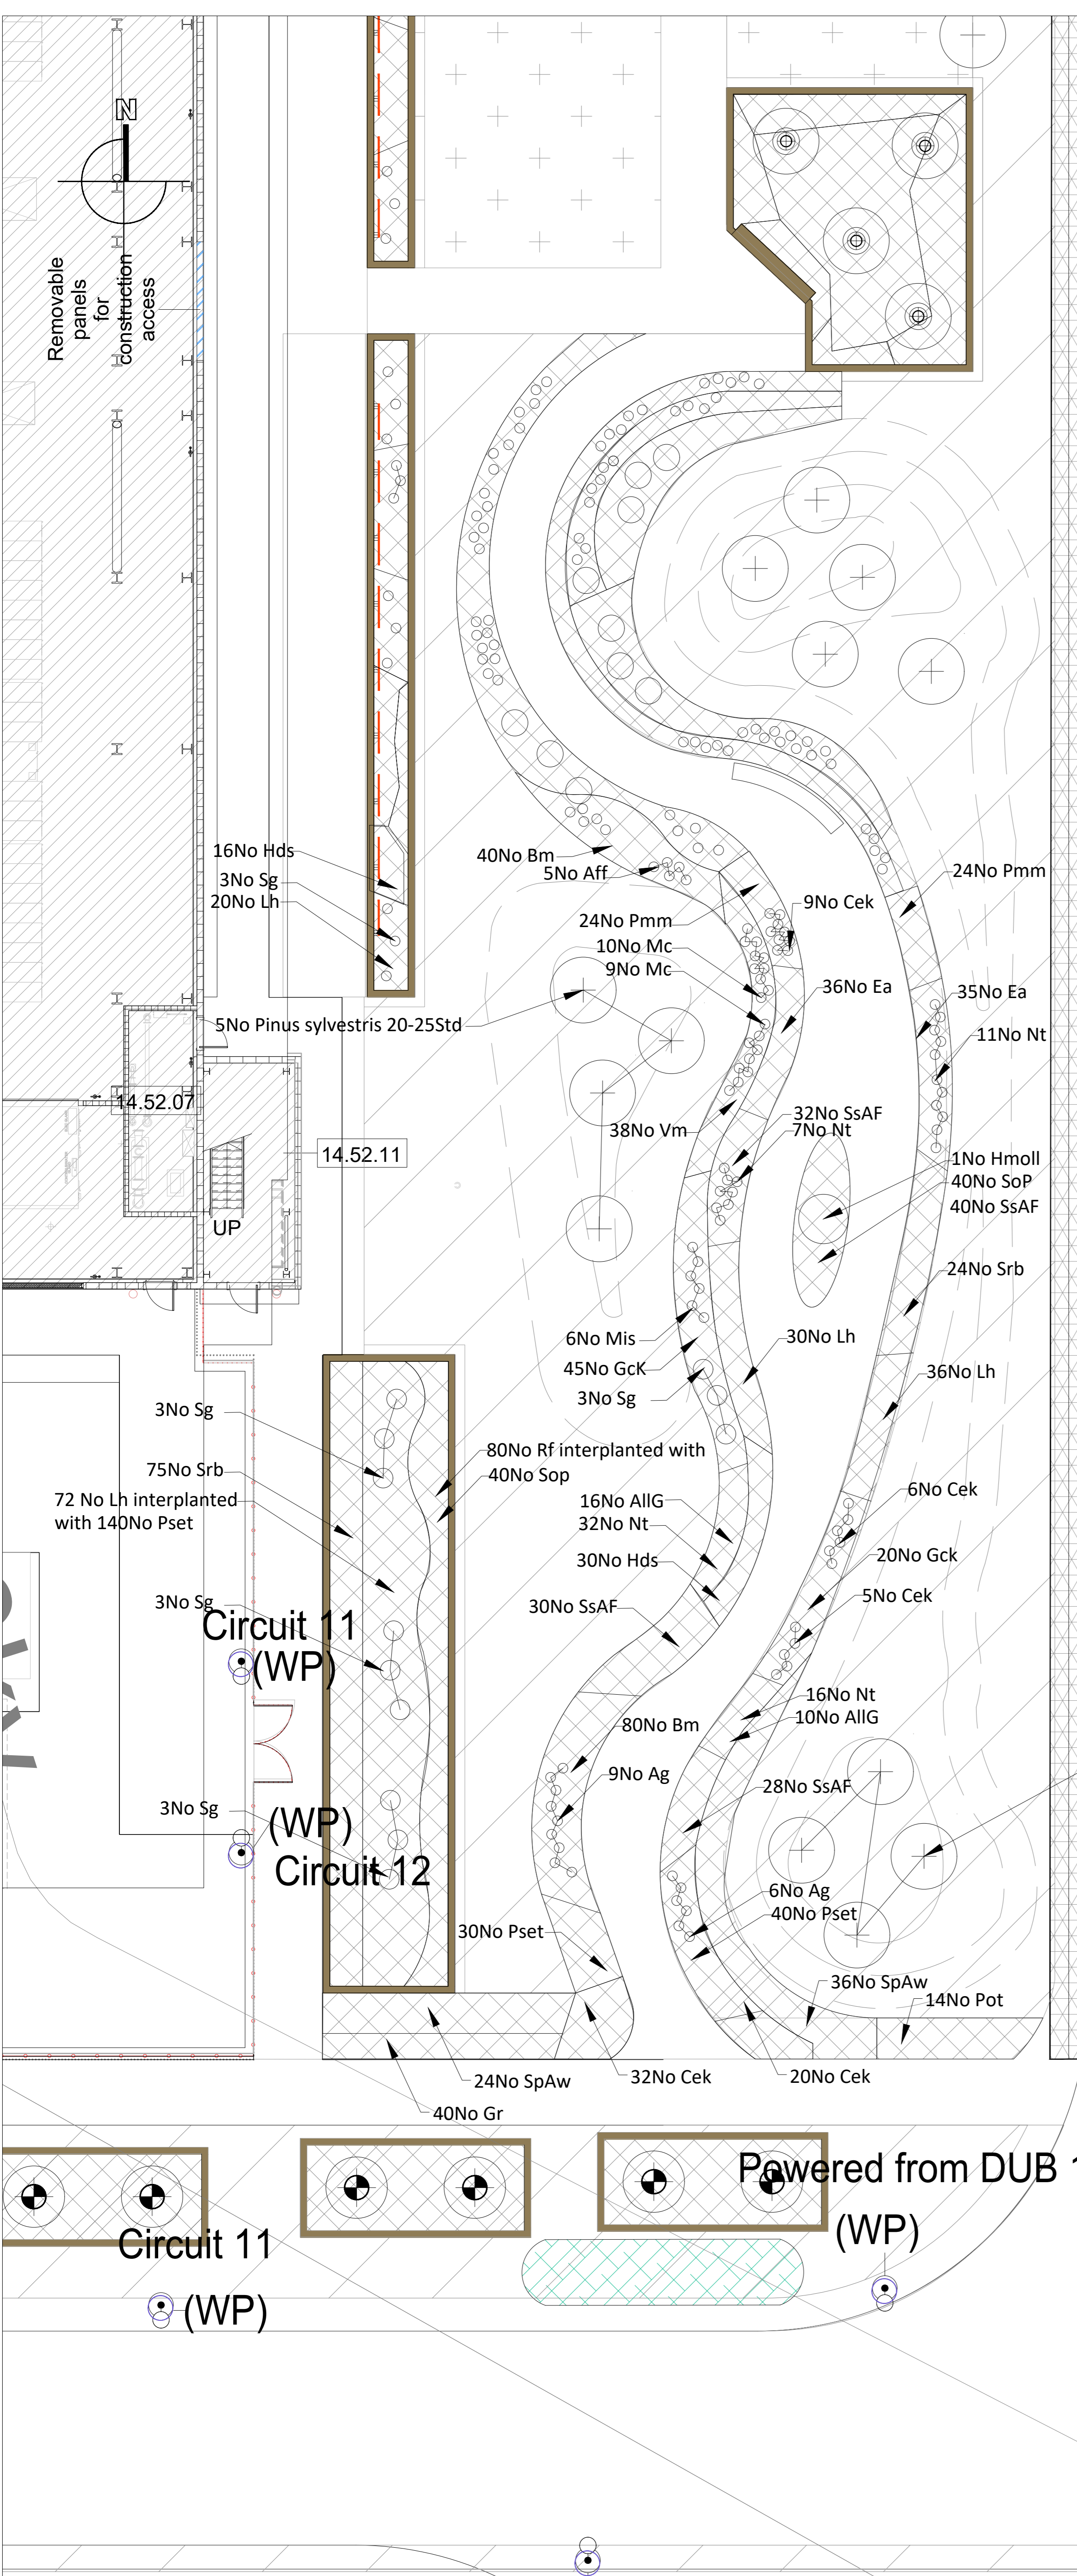 N
Removable
panels
for
construction
access
16No Hds
3No Sg
20No Lh
40No Bm
5No Aff
24No Pmm
24No Pmm
9No Cek
10No Mc
9No Mc
36No Ea
35No Ea
11No Nt
5No Pinus sylvestris 20-25Std
14.52.07
14.52.11
UP
38No Vm
32No SsAF
7No Nt
1No Hmoll
40No SoP
40No SsAF
24No Srb
6No Mis
45No GcK
3No Sg
30No Lh
36No Lh
3No Sg
75No Srb
72 No Lh interplanted
with 140No Pset
80No Rf interplanted with
40No Sop
16No AllG
32No Nt
30No Hds
30No SsAF
6No Cek
20No Gck
5No Cek
3No Sg
Circuit 11
(WP)
16No Nt
10No AllG
80No Bm
9No Ag
28No SsAF
3No Sg
(WP)
Circuit 12
6No Ag
40No Pset
30No Pset
36No SpAw
14No Pot
24No SpAw
32No Cek
20No Cek
40No Gr
Powered from DUB 1
(WP)
Circuit 11
(WP)